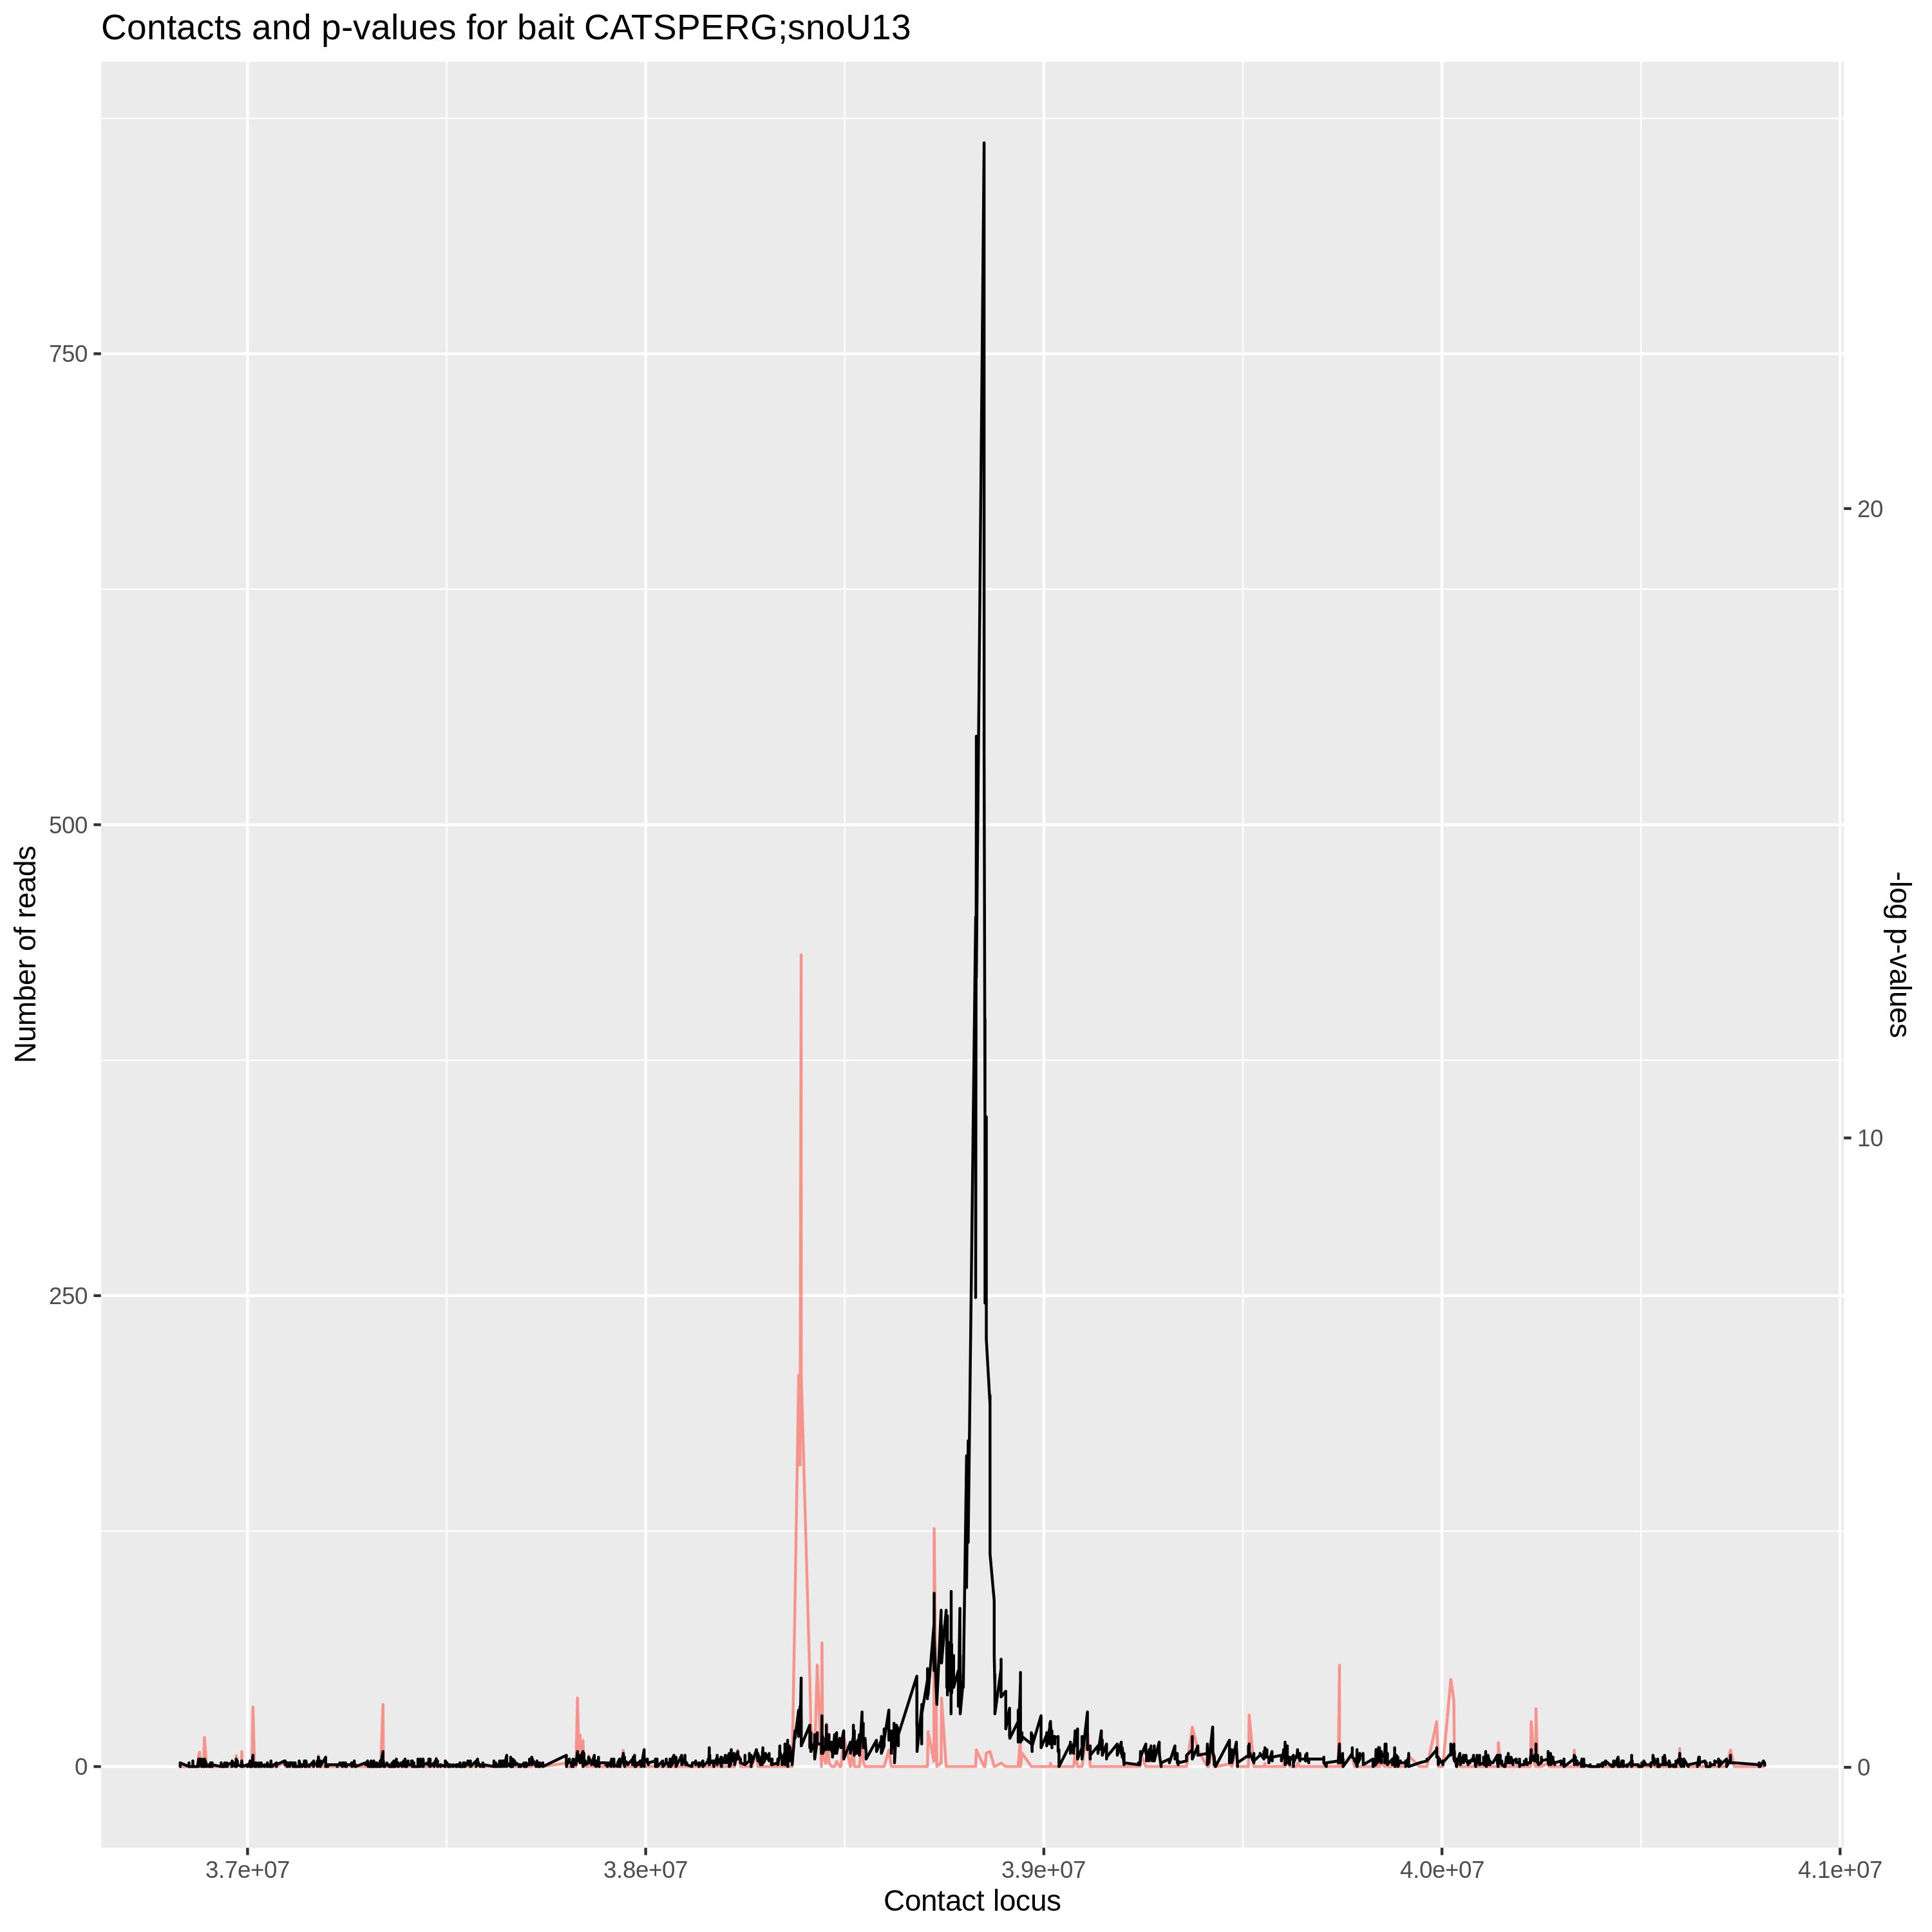 Contacts and p-values for bait CATSPERG;snoU13
Number of reads
750
500
250
0
20
10
0
-log p-values
3.7e+07
3.8e+07
3.9e+07
4.0e+07
4.1e+07
Contact locus